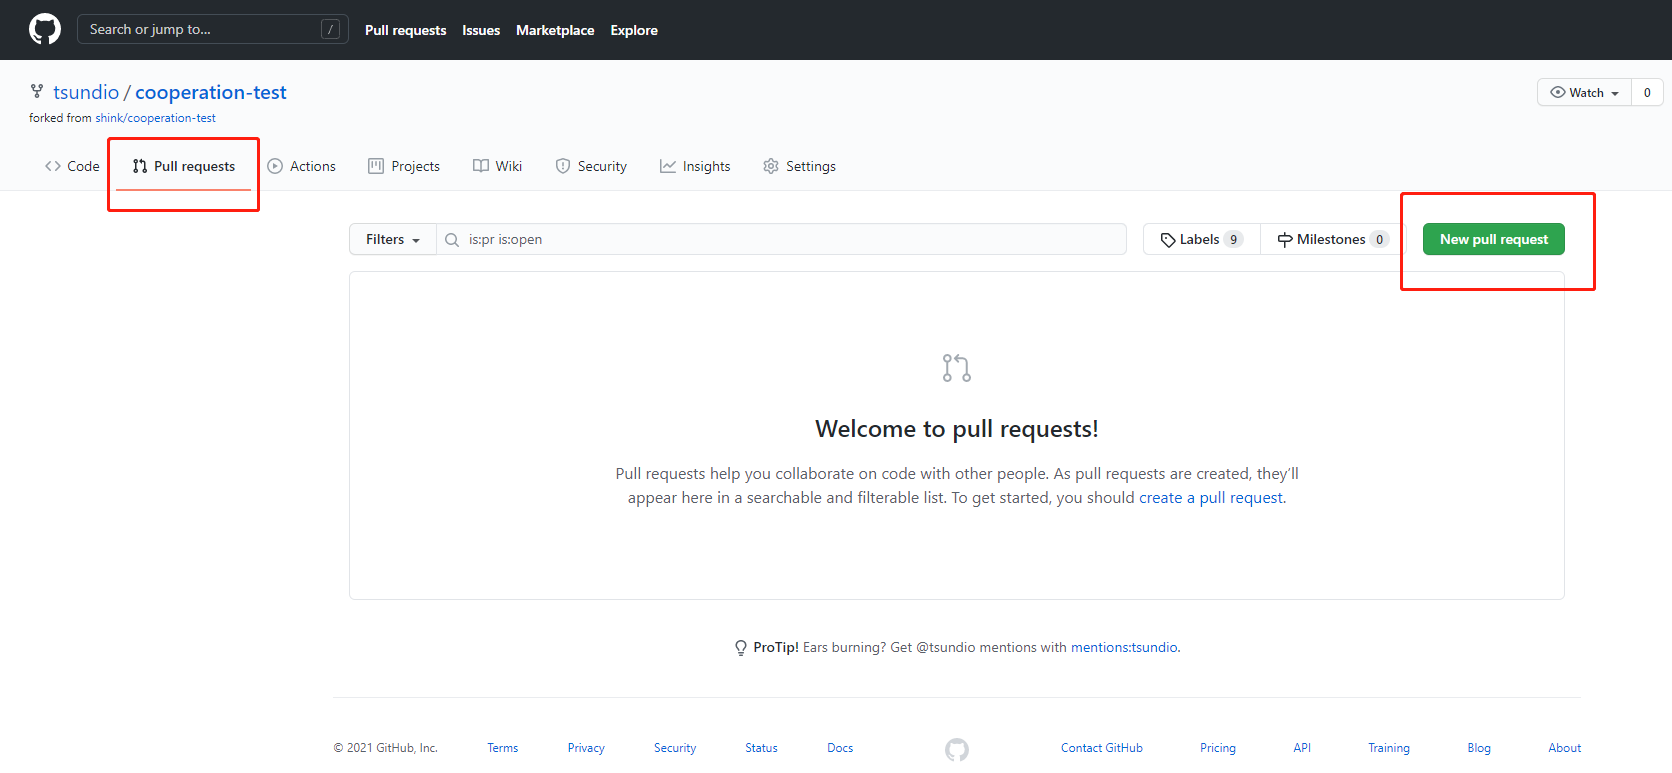 Search or jump to... / Pull requests Issues Marketplace Explore
tsundio / cooperation-test Watch 0
forked from shink/cooperation-test
Code Pull requests Actions Projects Wiki Security Insights Settings
Filters is:pr is:open Labels 9 Milestones 0 New pull request
Welcome to pull requests!
Pull requests help you collaborate on code with other people. As pull requests are created, they’ll
appear here in a searchable and filterable list. To get started, you should create a pull request.
ProTip! Ears burning? Get @tsundio mentions with mentions:tsundio.
© 2021 GitHub, Inc. Terms Privacy Security Status Docs Contact GitHub Pricing API Training Blog About